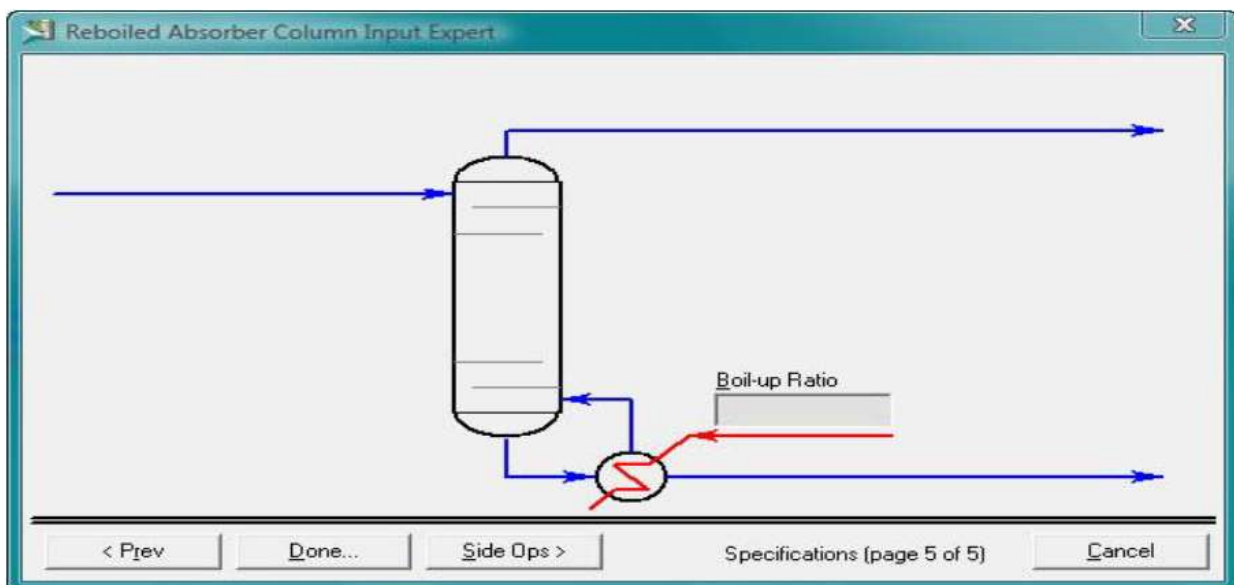 Reboiled Absorber Column Input Expert
Boil-up Ratio
< Prev
Done...
Side Ops >
Specifications (page 5 of 5)
Cancel